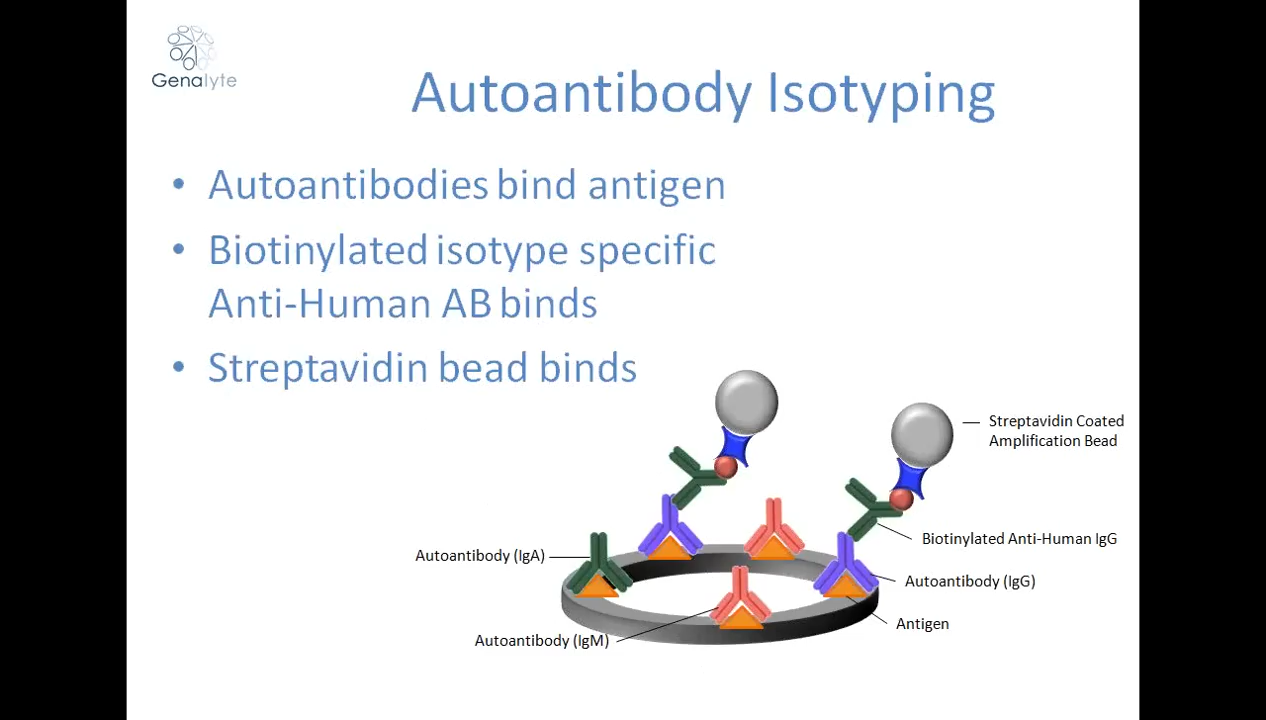 Genalyte
Autoantibody Isotyping
• Autoantibodies bind antigen
• Biotinylated isotype specific
Anti-Human AB binds
• Streptavidin bead binds
Streptavidin Coated
Amplification Bead
Biotinylated Anti-Human IgG
Autoantibody (IgA)
Autoantibody (IgG)
Antigen
Autoantibody (IgM)